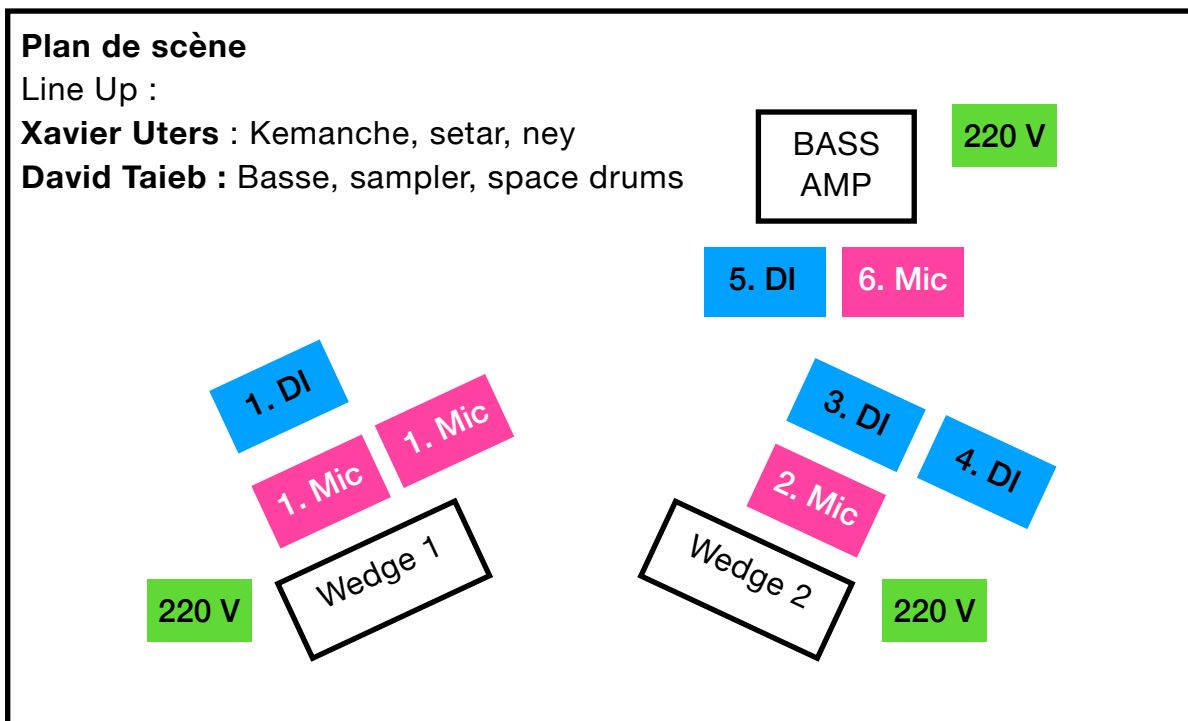 Plan de scène
Line Up :
Xavier Uters : Kemanche, setar, ney
David Taieb : Basse, sampler, space drums
BASS
AMP
220 V
5. DI
6. Mic
1. DI
1. Mic
1. Mic
3. DI
4. DI
2. Mic
Wedge 1
Wedge 2
220 V
220 V